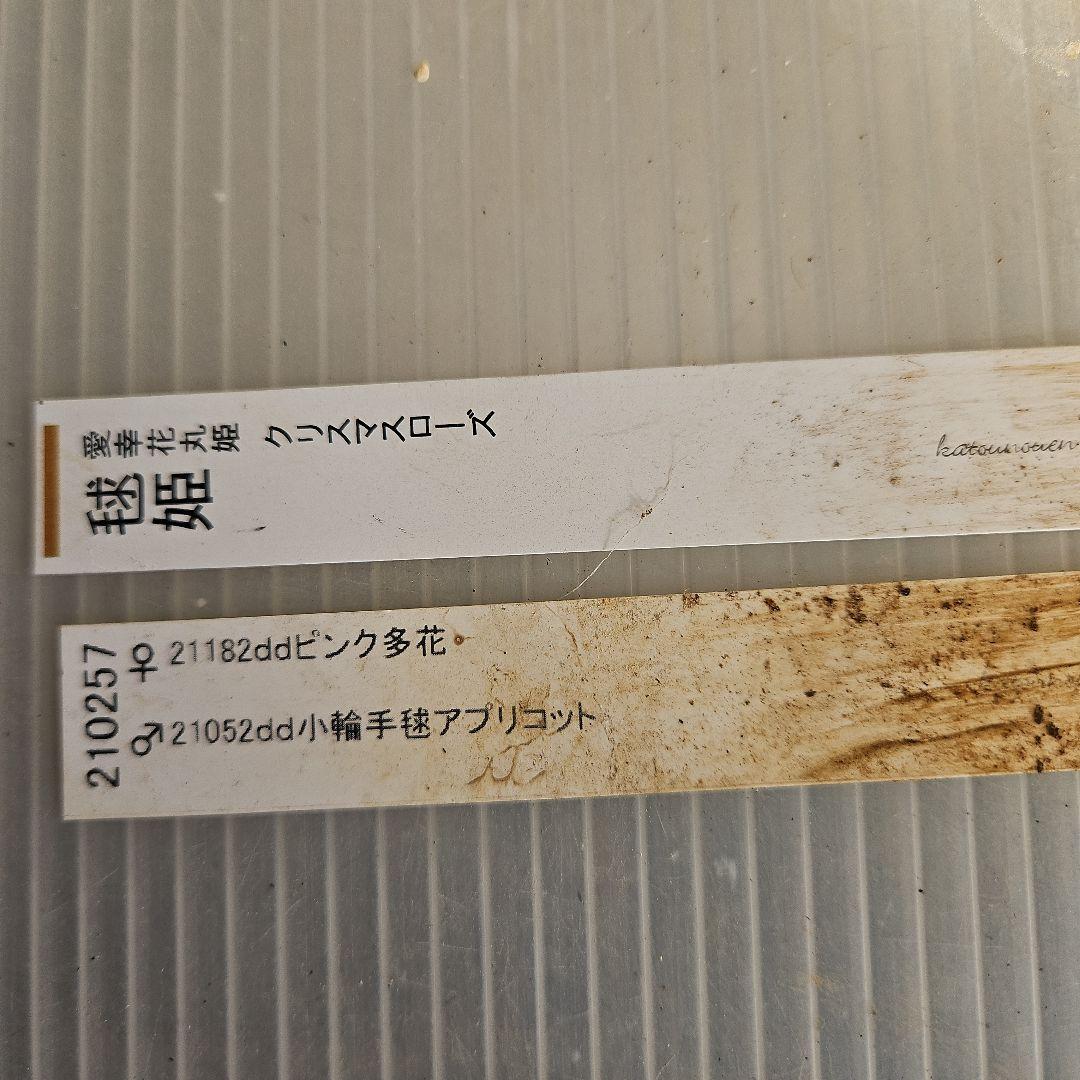 愛幸花丸姫 クリスマスローズ
毬姫
katounouen
210257
♀ 21182ddピンク多花
♂21052dd小輪手毬アプリコット